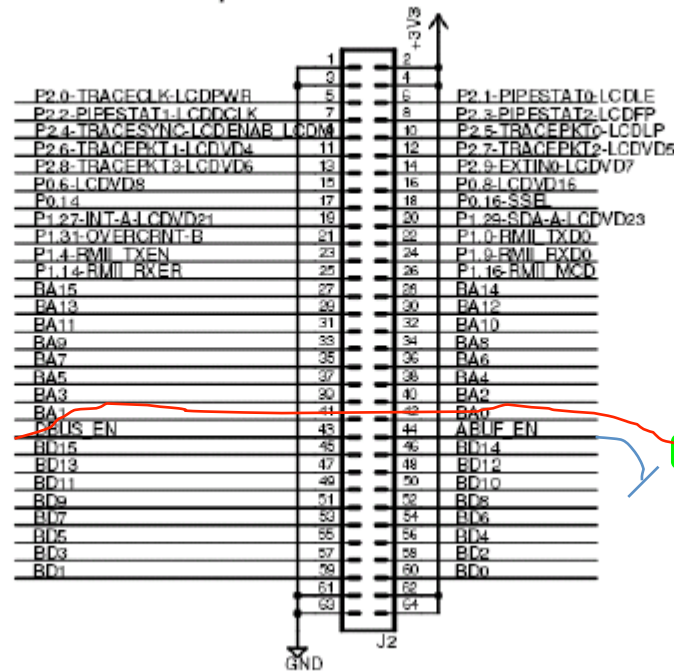 +3V3
1 2
3 4
P2.0-TRACECLK-LCDPWR 5 6 P2.1-PIPESTAT0-LCDLE
P2.2-PIPESTAT1-LCDDCLK 7 8 P2.3-PIPESTAT2-LCDFP
P2.4-TRACESYNC-LCDENAB_LCDM 10 P2.5-TRACEPKT0-LCDLP
P2.6-TRACEPKT1-LCDVD4 11 12 P2.7-TRACEPKT2-LCDVD5
P2.8-TRACEPKT3-LCDVD6 13 14 P2.9-EXTIN0-LCDVD7
P0.6-LCDVD8 15 16 P0.8-LCDVD16
P0.14 17 18 P0.16-SSEL
P1.27-INT-A-LCDVD21 19 20 P1.29-SDA-A-LCDVD23
P1.31-OVERCRNT-B 21 22 P1.0-RMII_TXD0
P1.4-RMII_TXEN 23 24 P1.9-RMII_RXD0
P1.14-RMII_RXER 25 26 P1.16-RMII_MCD
BA15 27 28 BA14
BA13 29 30 BA12
BA11 31 32 BA10
BA9 33 34 BA8
BA7 35 36 BA6
BA5 37 38 BA4
BA3 39 40 BA2
BA1 41 42 BA0
DBUS_EN 43 44 ABUF_EN
BD15 45 46 BD14
BD13 47 48 BD12
BD11 49 50 BD10
BD9 51 52 BD8
BD7 53 54 BD6
BD5 55 56 BD4
BD3 57 58 BD2
BD1 59 60 BD0
61 62
63 64
J2
GND